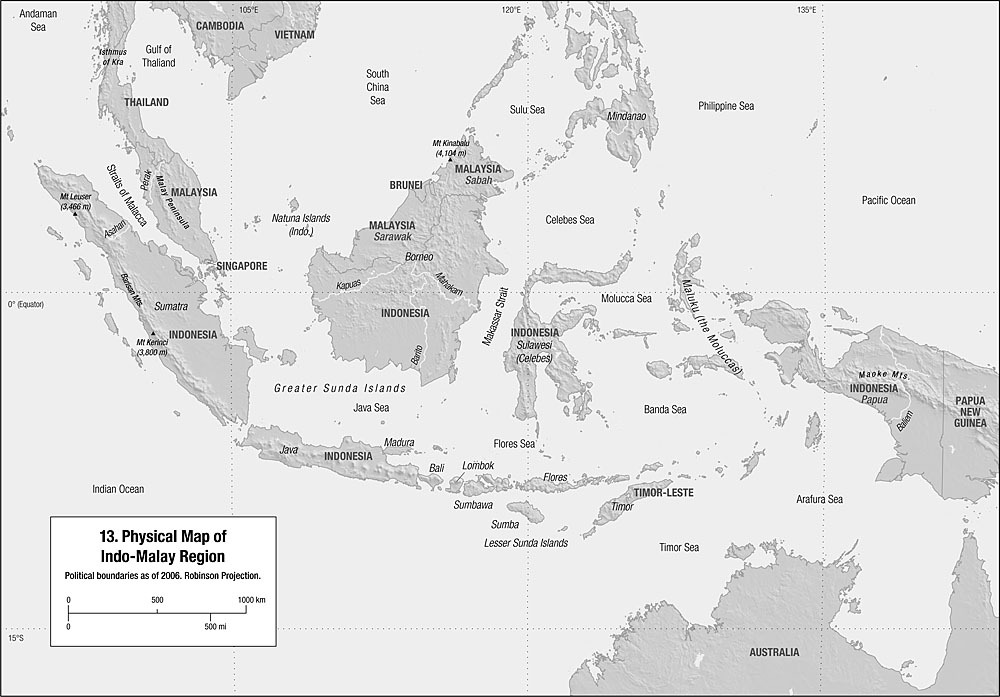 105°E
120°E
135°E
Andaman
Sea
CAMBODIA
VIETNAM
Isthmus
of Kra
Gulf of
Thailand
South
China
Sea
THAILAND
Sulu Sea
Philippine Sea
Mindanao
Mt Kinabalu
(4,104 m)
MALAYSIA
Sabah
BRUNEI
Straits of Malacca
Perak
Malay Peninsula
MALAYSIA
Mt Leuser
(3,466 m)
Asahan
Natuna Islands
(Indo.)
MALAYSIA
Sarawak
Celebes Sea
Pacific Ocean
Borneo
SINGAPORE
Kapuas
Mahakam
0° (Equator)
Barisan Mts.
Sumatra
INDONESIA
Mt Kerinci
(3,800 m)
INDONESIA
Barito
Makassar Strait
Molucca Sea
Maluku (the Moluccas)
INDONESIA
Sulawesi
(Celebes)
Maoke Mts.
INDONESIA
Papua
Baliem
PAPUA
NEW
GUINEA
Greater Sunda Islands
Java Sea
Banda Sea
Flores Sea
Java
INDONESIA
Madura
Bali
Lombok
Sumbawa
Flores
Sumba
Lesser Sunda Islands
TIMOR-LESTE
Timor
Arafura Sea
Timor Sea
Indian Ocean
13. Physical Map of
Indo-Malay Region
Political boundaries as of 2006. Robinson Projection.
0 500 1000 km
0 500 mi
15°S
AUSTRALIA